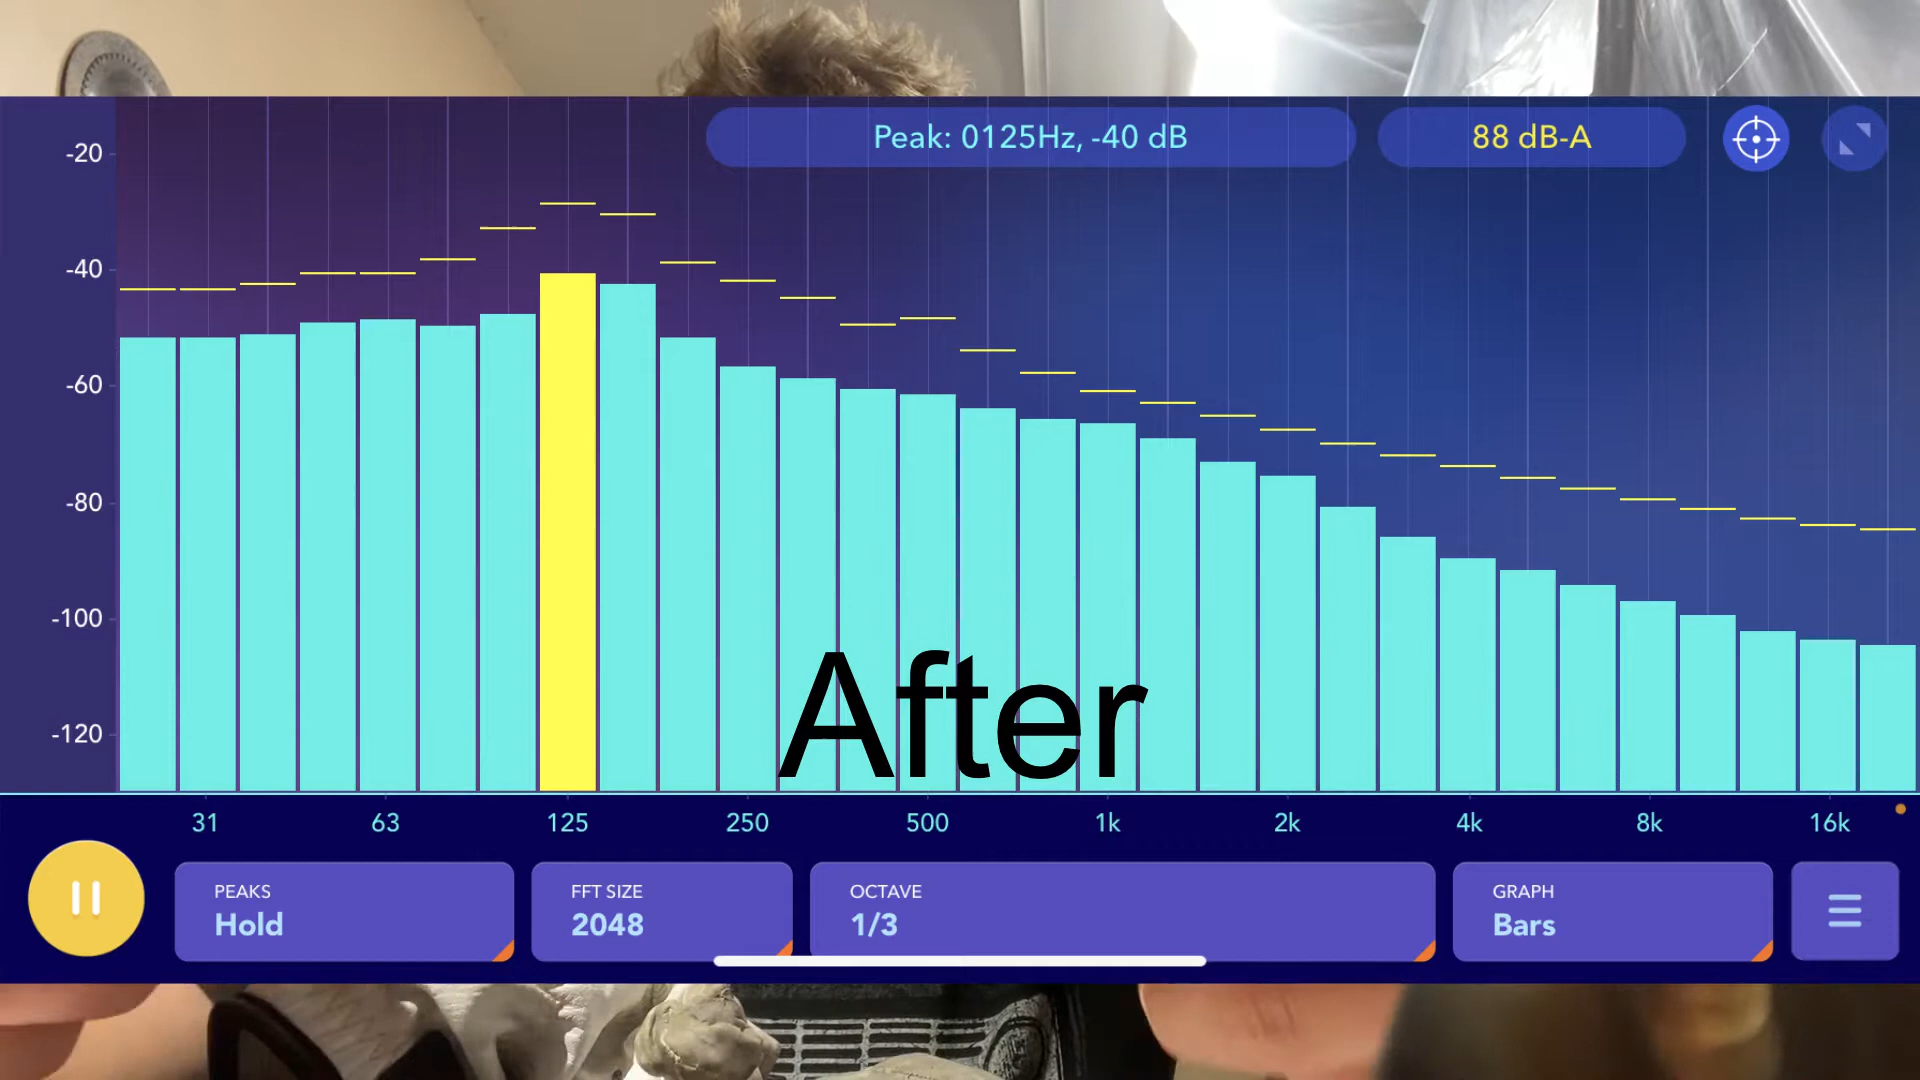 Peak: 0125Hz, -40 dB
88 dB-A
-20
-40
-60
-80
-100
-120
After
31 63 125 250 500 1k 2k 4k 8k 16k
PEAKS
Hold
FFT SIZE
2048
OCTAVE
1/3
GRAPH
Bars